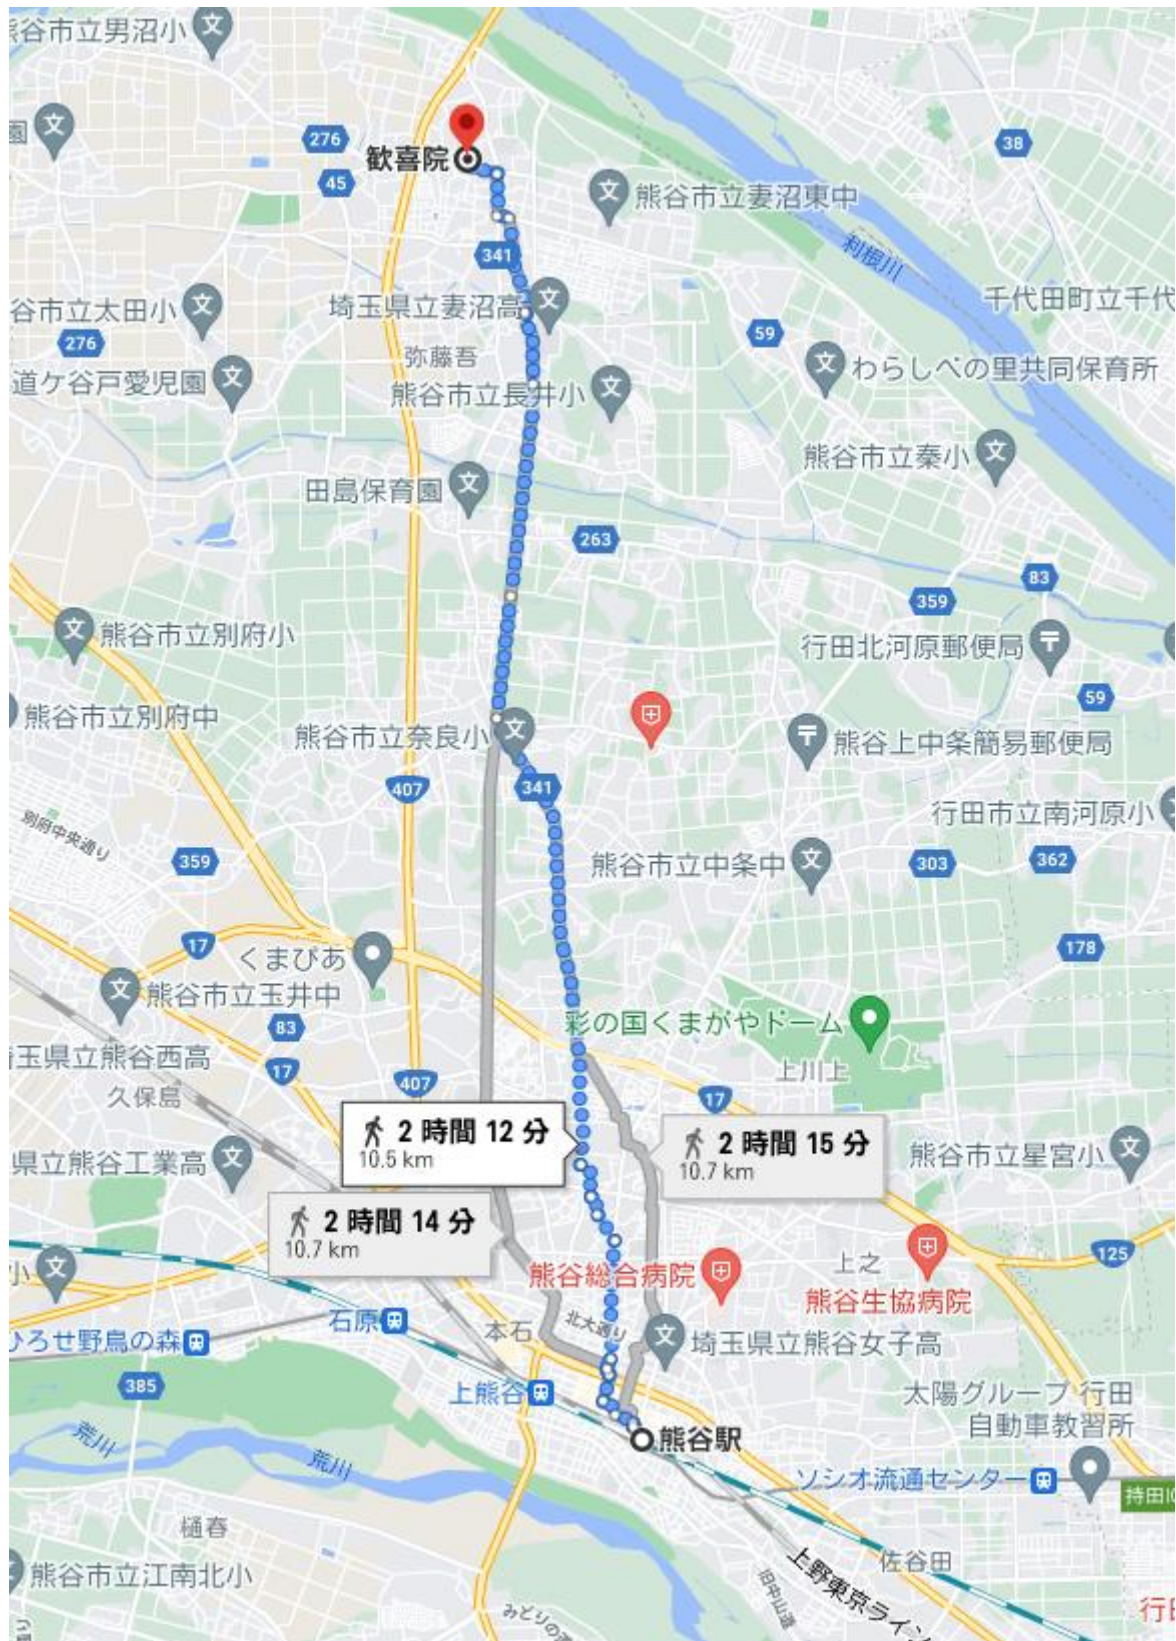 熊谷市立男沼小
園
276
38
歓喜院
45
熊谷市立妻沼東中
341
利根川
谷市立太田小
埼玉県立妻沼高
千代田町立千代
276
59
弥藤吾
わらしべの里共同保育所
道ケ谷戸愛児園
熊谷市立長井小
熊谷市立秦小
田島保育園
263
83
359
熊谷市立別府小
行田北河原郵便局
59
熊谷市立別府中
熊谷市立奈良小
熊谷上中条簡易郵便局
407
341
行田市立南河原小
別府中央通り
359
熊谷市立中条中
303
362
17
178
くまぴあ
熊谷市立玉井中
83
彩の国くまがやドーム
玉県立熊谷西高
17
上川上
久保島
407
17
2 時間 12 分
10.5 km
2 時間 15 分
10.7 km
県立熊谷工業高
熊谷市立星宮小
2 時間 14 分
10.7 km
125
小
熊谷総合病院
上之
熊谷生協病院
石原
北大通り
ひろせ野鳥の森
本石
埼玉県立熊谷女子高
385
上熊谷
太陽グループ 行田
自動車教習所
荒川
荒川
熊谷駅
ソシオ流通センター
持田IC
樋春
上野東京ライン
佐谷田
熊谷市立江南北小
旧中山道
みどりの
行田